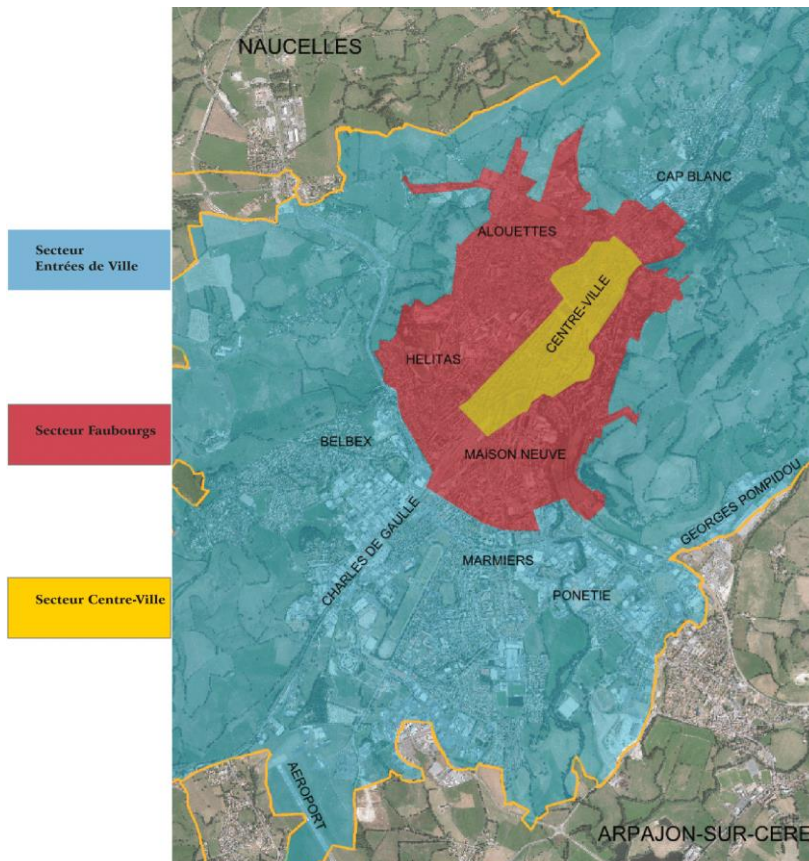 NAUCELLES
CAP BLANC
Secteur
Entrées de Ville
ALOUETTES
CENTRE-VILLE
HELITAS
Secteur Faubourgs
BELBEX
MAISON NEUVE
GEORGES POMPIDOU
CHARLES DE GAULLE
MARMIERS
PONETIE
Secteur Centre-Ville
AEROPORT
ARPAJON-SUR-CERE